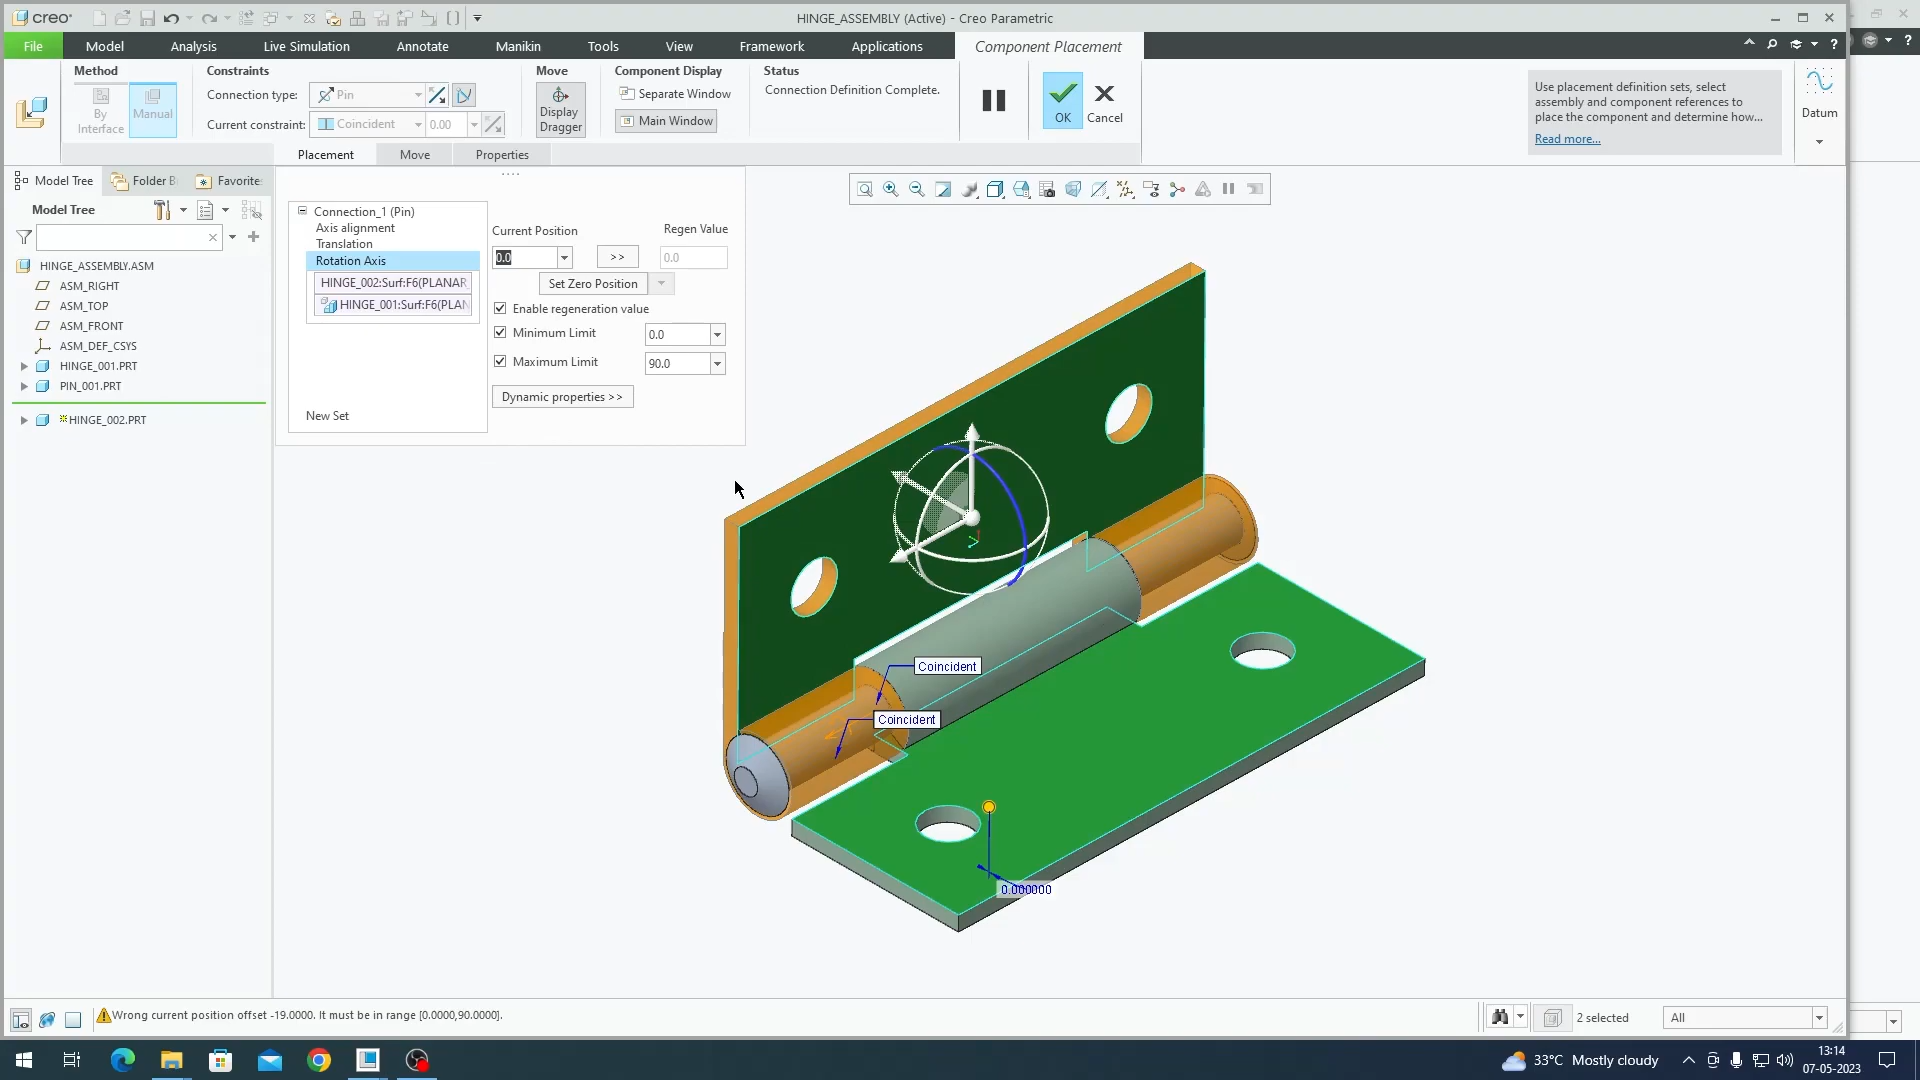 creo®
HINGE_ASSEMBLY (Active) - Creo Parametric
File
Model
Analysis
Live Simulation
Annotate
Manikin
Tools
View
Framework
Applications
Component Placement
Method
By Interface
Manual
Constraints
Connection type:
Pin
Current constraint:
Coincident
0.00
Move
Display Dragger
Component Display
Separate Window
Main Window
Status
Connection Definition Complete.
OK
Cancel
Use placement definition sets, select
assembly and component references to
place the component and determine how...
Read more...
Datum
Placement
Move
Properties
Model Tree
Folder B
Favorite
Model Tree
HINGE_ASSEMBLY.ASM
ASM_RIGHT
ASM_TOP
ASM_FRONT
ASM_DEF_CSYS
HINGE_001.PRT
PIN_001.PRT
HINGE_002.PRT
Connection_1 (Pin)
Axis alignment
Translation
Rotation Axis
HINGE_002:Surf:F6(PLANAR
HINGE_001:Surf:F6(PLAN
New Set
Current Position
Regen Value
0.0
>>
0.0
Set Zero Position
Enable regeneration value
Minimum Limit
0.0
Maximum Limit
90.0
Dynamic properties >>
Coincident
Coincident
0.000000
Wrong current position offset -19.0000. It must be in range [0.0000,90.0000].
2 selected
All
33°C Mostly cloudy
13:14
07-05-2023